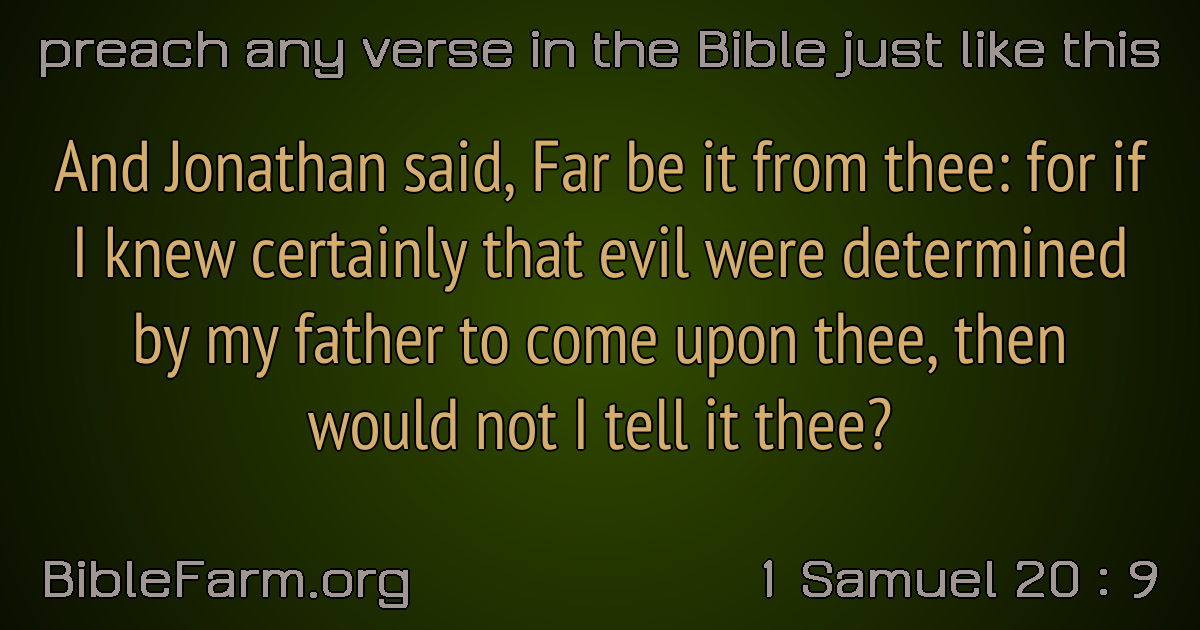 preach any verse in the Bible just like this
And Jonathan said, Far be it from thee: for if
I knew certainly that evil were determined
by my father to come upon thee, then
would not I tell it thee?
BibleFarm.org
1 Samuel 20 : 9